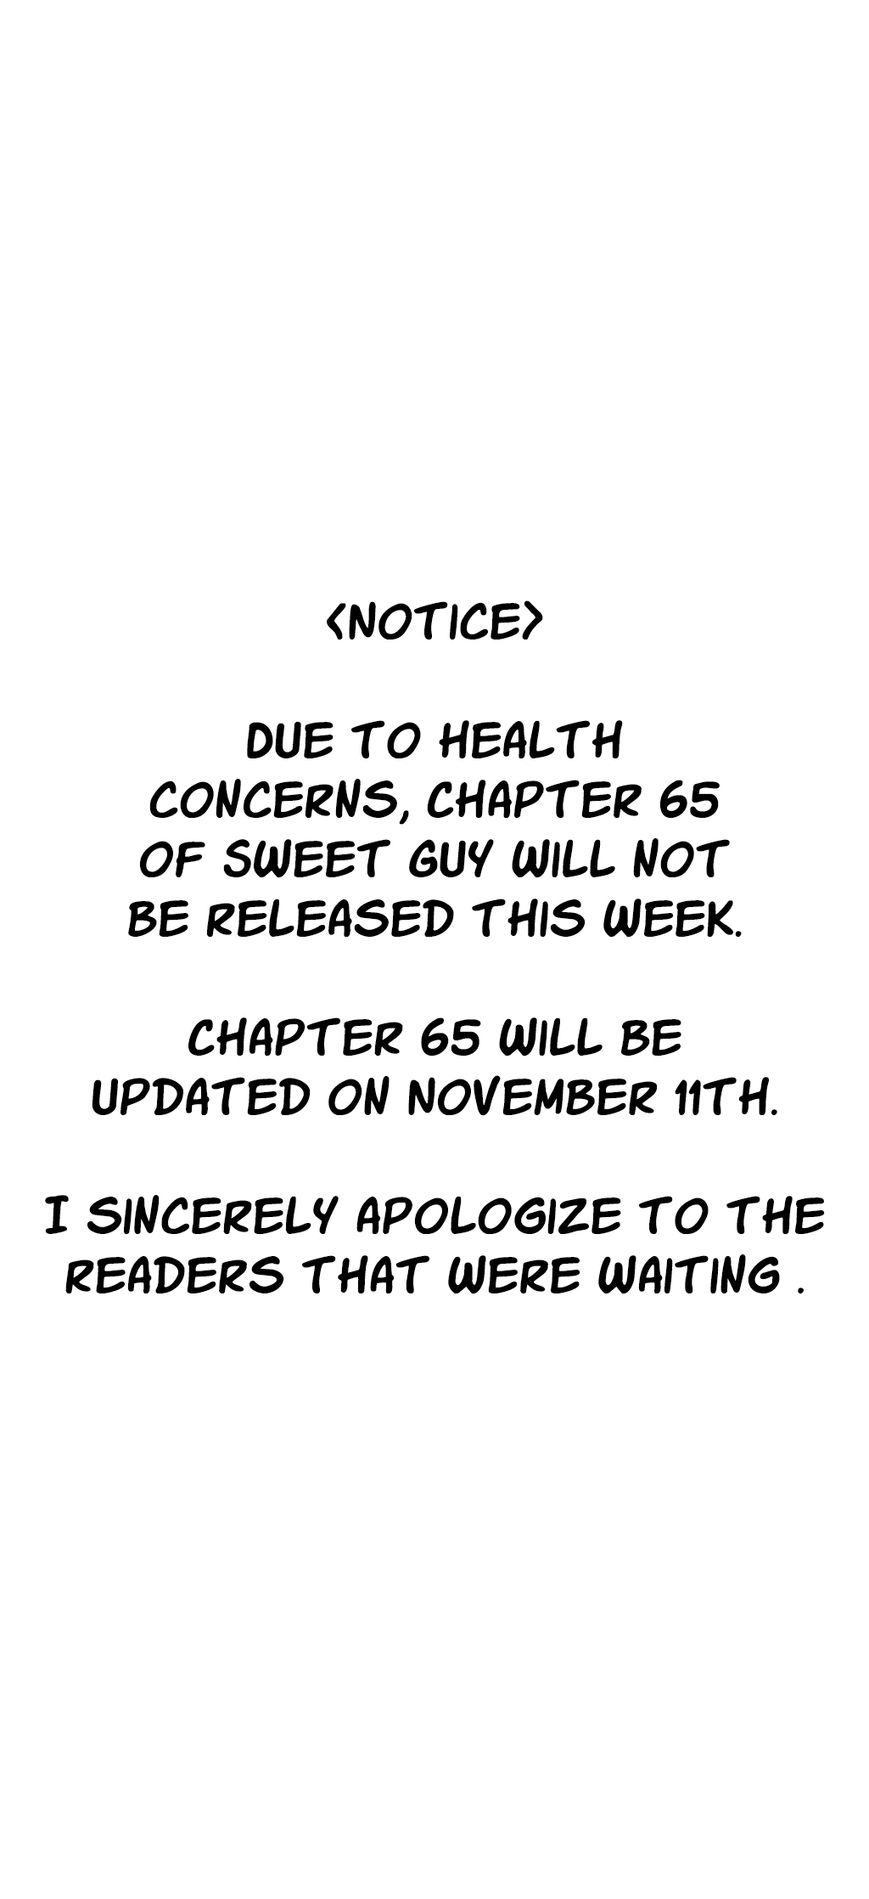 <NOTICE>
DUE TO HEALTH
CONCERNS, CHAPTER 65
OF SWEET GUY WILL NOT
BE RELEASED THIS WEEK.
CHAPTER 65 WILL BE
UPDATED ON NOVEMBER 11TH.
I SINCERELY APOLOGIZE TO THE
READERS THAT WERE WAITING .